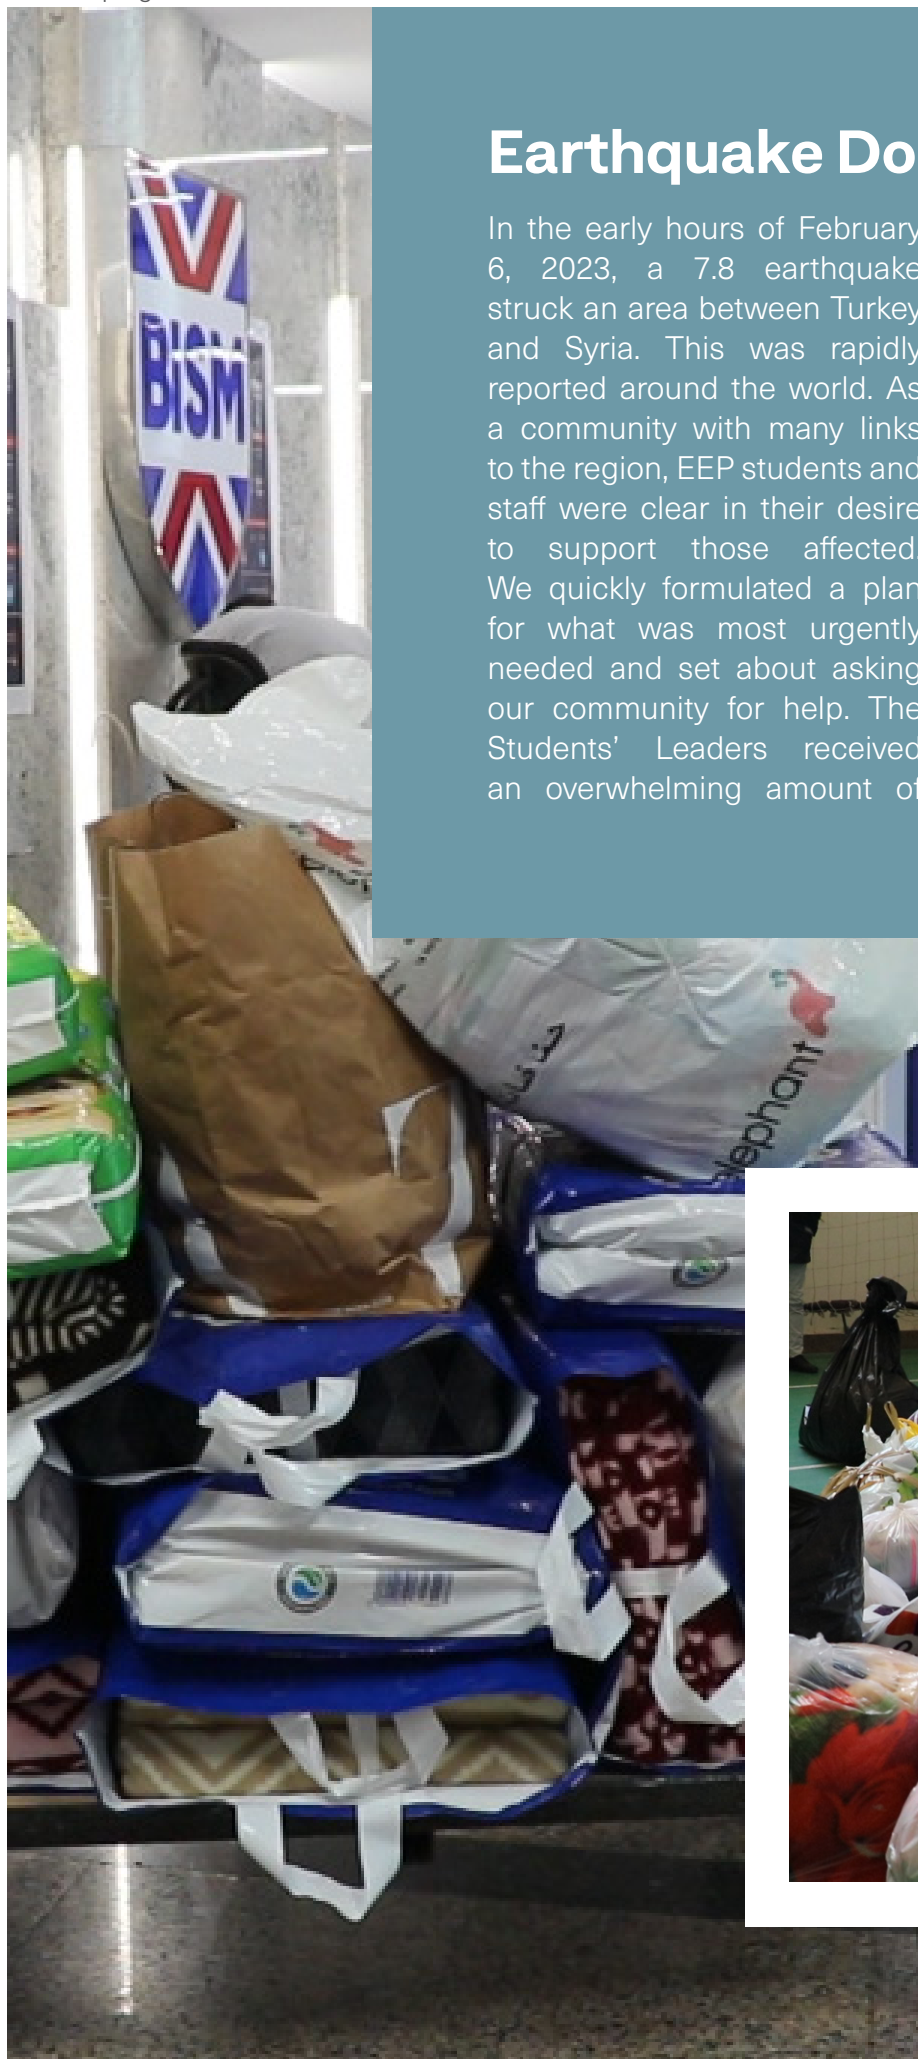 Earthquake Do
In the early hours of February
6, 2023, a 7.8 earthquake
struck an area between Turkey
and Syria. This was rapidly
reported around the world. As
a community with many links
to the region, EEP students and
staff were clear in their desire
to support those affected.
We quickly formulated a plan
for what was most urgently
needed and set about asking
our community for help. The
Students’ Leaders received
an overwhelming amount of
BISM
elephant